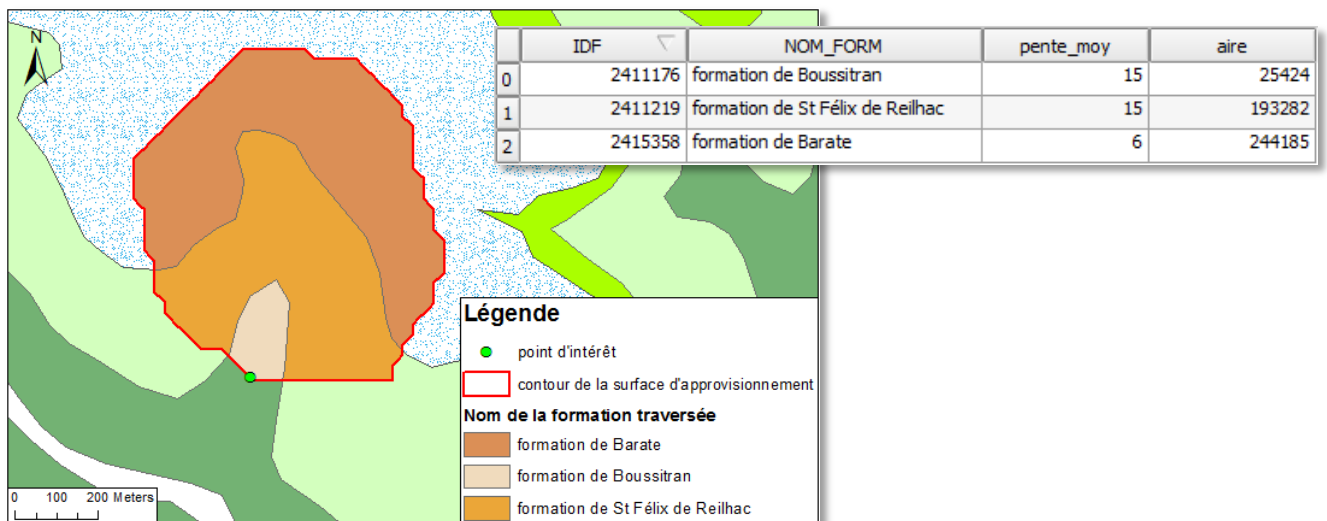 N
IDF NOM_FORM pente_moy aire
0 2411176 formation de Boussitran 15 25424
1 2411219 formation de St Félix de Reilhac 15 193282
2 2415358 formation de Barate 6 244185
Légende
point d'intérêt
contour de la surface d'approvisionnement
Nom de la formation traversée
formation de Barate
formation de Boussitran
formation de St Félix de Reilhac
0 100 200 Meters